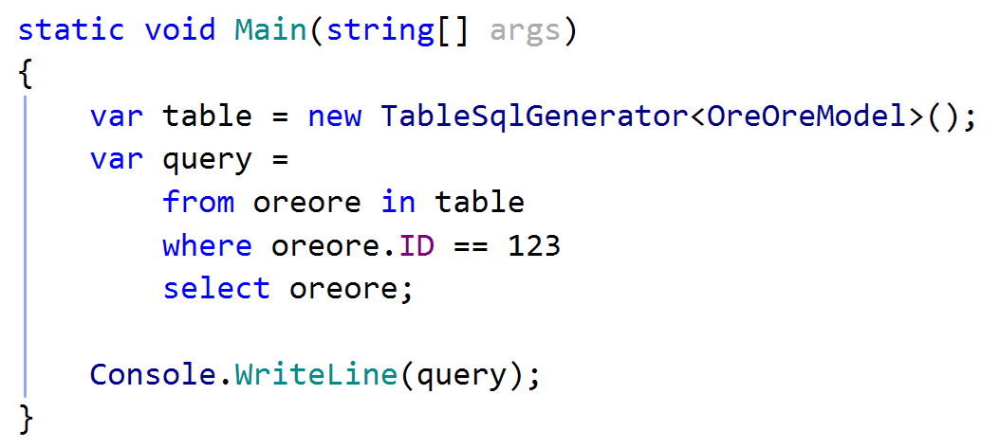 static void Main(string[] args)
{
    var table = new TableSqlGenerator<OreOreModel>();
    var query =
        from oreore in table
        where oreore.ID == 123
        select oreore;

    Console.WriteLine(query);
}